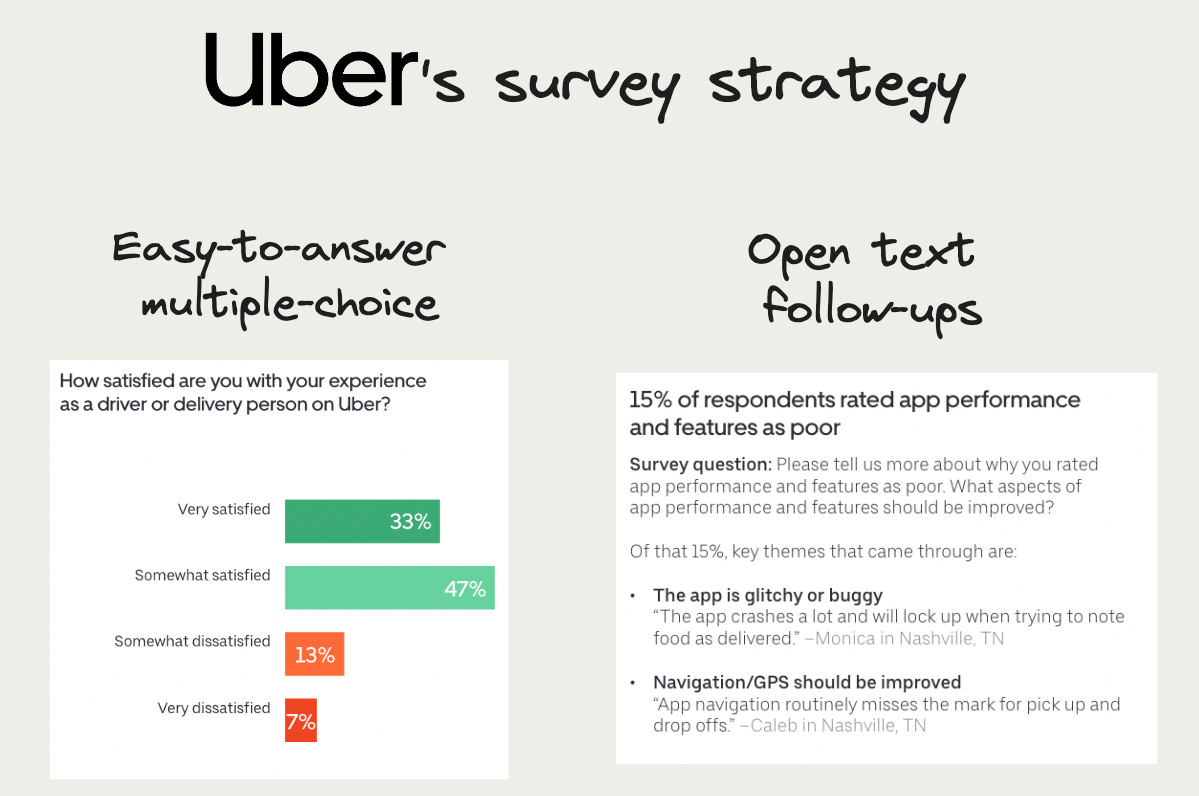 Uber's survey strategy
Easy-to-answer
multiple-choice
How satisfied are you with your experience
as a driver or delivery person on Uber?
Very satisfied
33%
Somewhat satisfied
47%
Somewhat dissatisfied
13%
Very dissatisfied
7%
Open text
follow-ups
15% of respondents rated app performance
and features as poor
Survey question: Please tell us more about why you rated
app performance and features as poor. What aspects of
app performance and features should be improved?
Of that 15%, key themes that came through are:
• The app is glitchy or buggy
“The app crashes a lot and will lock up when trying to note
food as delivered.” –Monica in Nashville, TN
• Navigation/GPS should be improved
“App navigation routinely misses the mark for pick up and
drop offs.” –Caleb in Nashville, TN